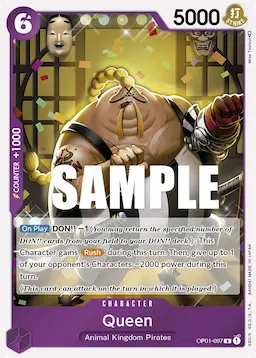 6
5000
打
STRIKE
COUNTER +1000
SAMPLE
On Play DON!! −1 (You may return the specified number of
DON!! cards from your field to your DON!! deck.): This
Character gains Rush during this turn. Then, give up to 1
of your opponent's Characters −2000 power during this
turn.
(This card can attack on the turn in which it is played.)
CHARACTER
Queen
Animal Kingdom Pirates
OP01-097 R